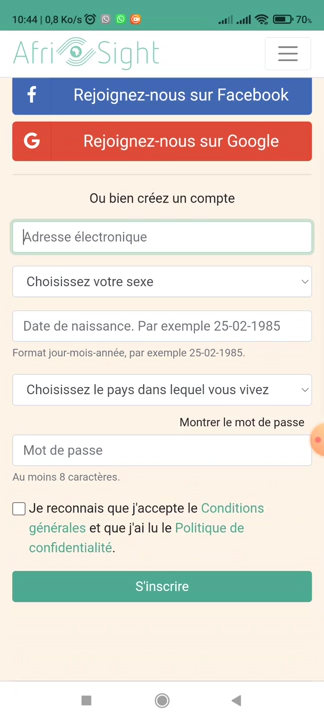 10:44 | 0,8 Ko/s
70%
Afri Sight
Rejoignez-nous sur Facebook
Rejoignez-nous sur Google
Ou bien créez un compte
Adresse électronique
Choisissez votre sexe
Date de naissance. Par exemple 25-02-1985
Format jour-mois-année, par exemple 25-02-1985.
Choisissez le pays dans lequel vous vivez
Montrer le mot de passe
Mot de passe
Au moins 8 caractères.
Je reconnais que j'accepte le Conditions
générales et que j'ai lu le Politique de
confidentialité.
S'inscrire